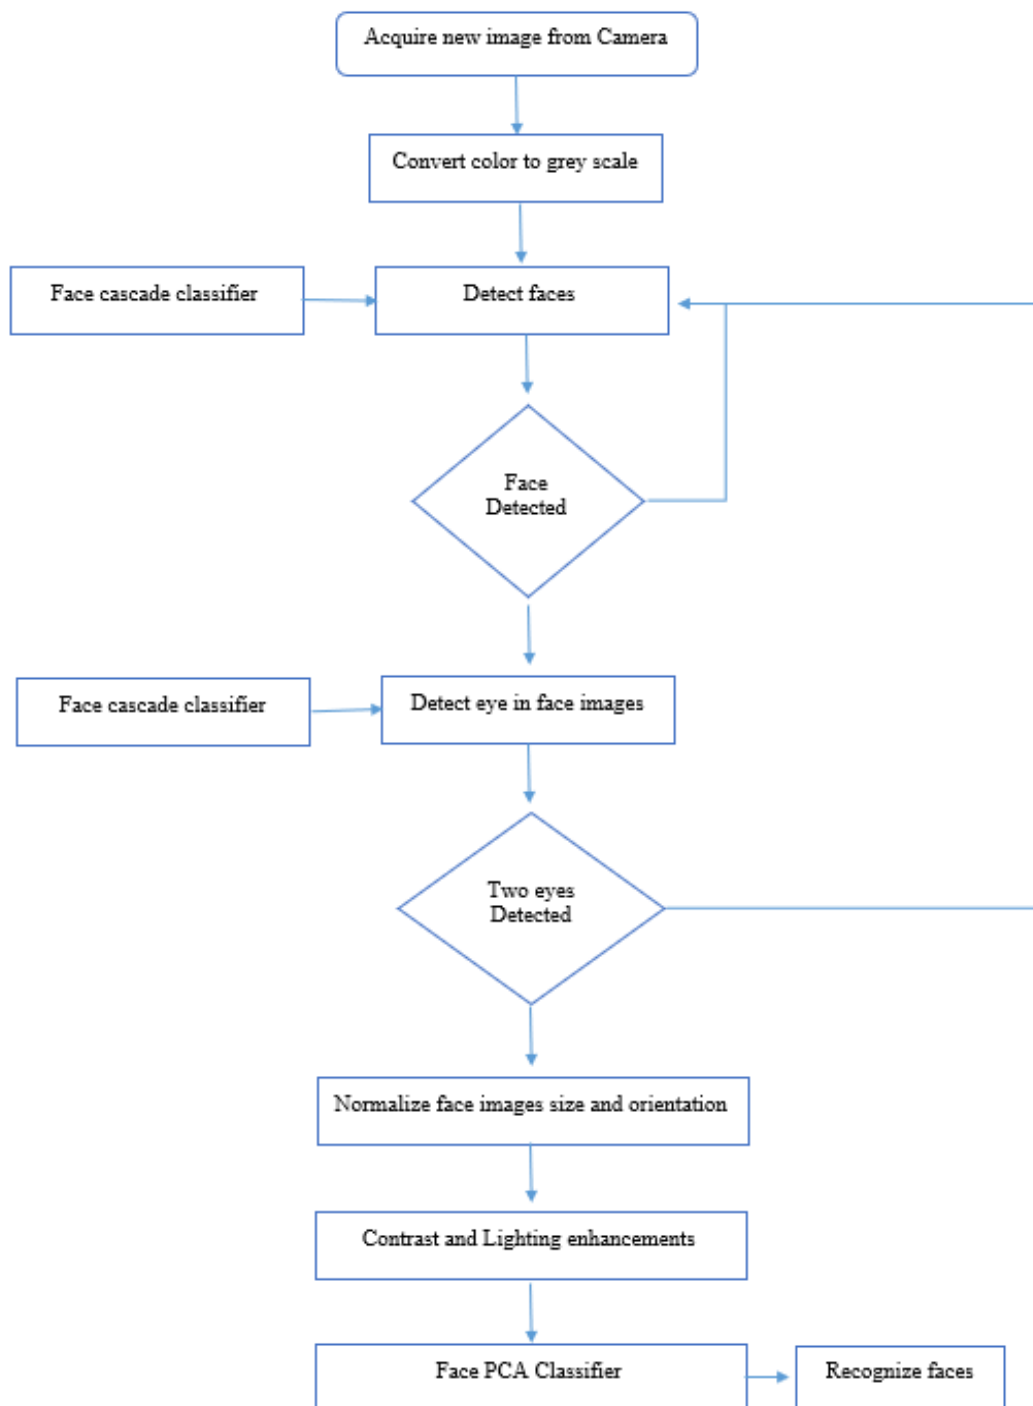 Acquire new image from Camera
Convert color to grey scale
Face cascade classifier
Detect faces
Face
Detected
Face cascade classifier
Detect eye in face images
Two eyes
Detected
Normalize face images size and orientation
Contrast and Lighting enhancements
Face PCA Classifier
Recognize faces